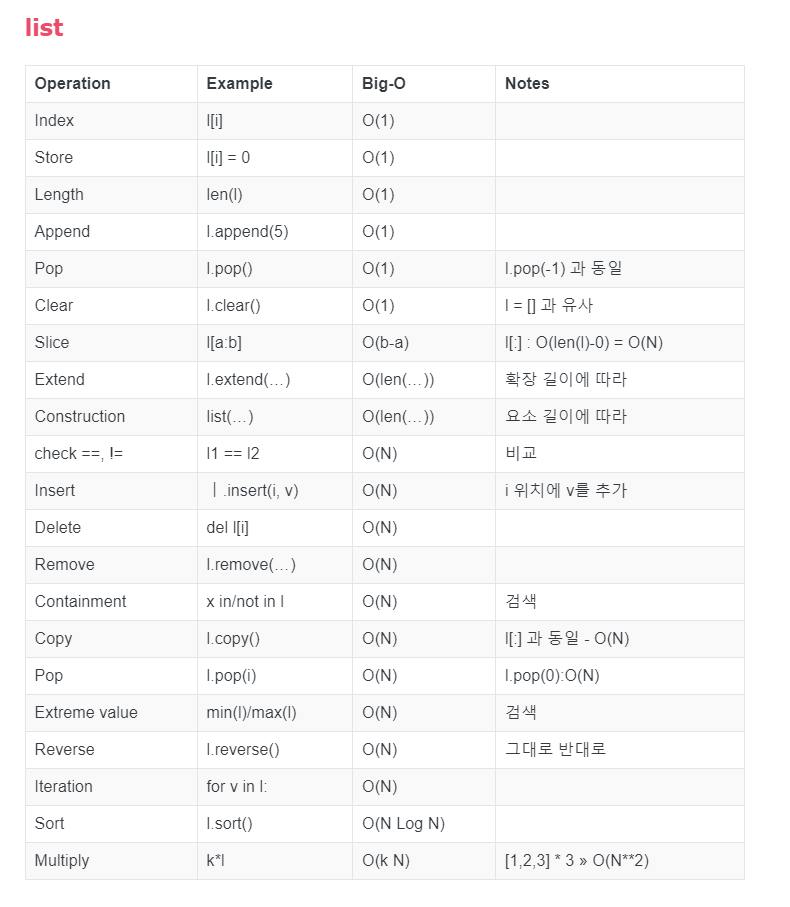 list
Operation Example Big-O Notes
Index l[i] O(1)
Store l[i] = 0 O(1)
Length len(l) O(1)
Append l.append(5) O(1)
Pop l.pop() O(1) l.pop(-1) 과 동일
Clear l.clear() O(1) l = [] 과 유사
Slice l[a:b] O(b-a) l[:] : O(len(l)-0) = O(N)
Extend l.extend(…) O(len(…)) 확장 길이에 따라
Construction list(…) O(len(…)) 요소 길이에 따라
check ==, != l1 == l2 O(N) 비교
Insert ㅣ.insert(i, v) O(N) i 위치에 v를 추가
Delete del l[i] O(N)
Remove l.remove(…) O(N)
Containment x in/not in l O(N) 검색
Copy l.copy() O(N) l[:] 과 동일 - O(N)
Pop l.pop(i) O(N) l.pop(0):O(N)
Extreme value min(l)/max(l) O(N) 검색
Reverse l.reverse() O(N) 그대로 반대로
Iteration for v in l: O(N)
Sort l.sort() O(N Log N)
Multiply k*l O(k N) [1,2,3] * 3 » O(N**2)